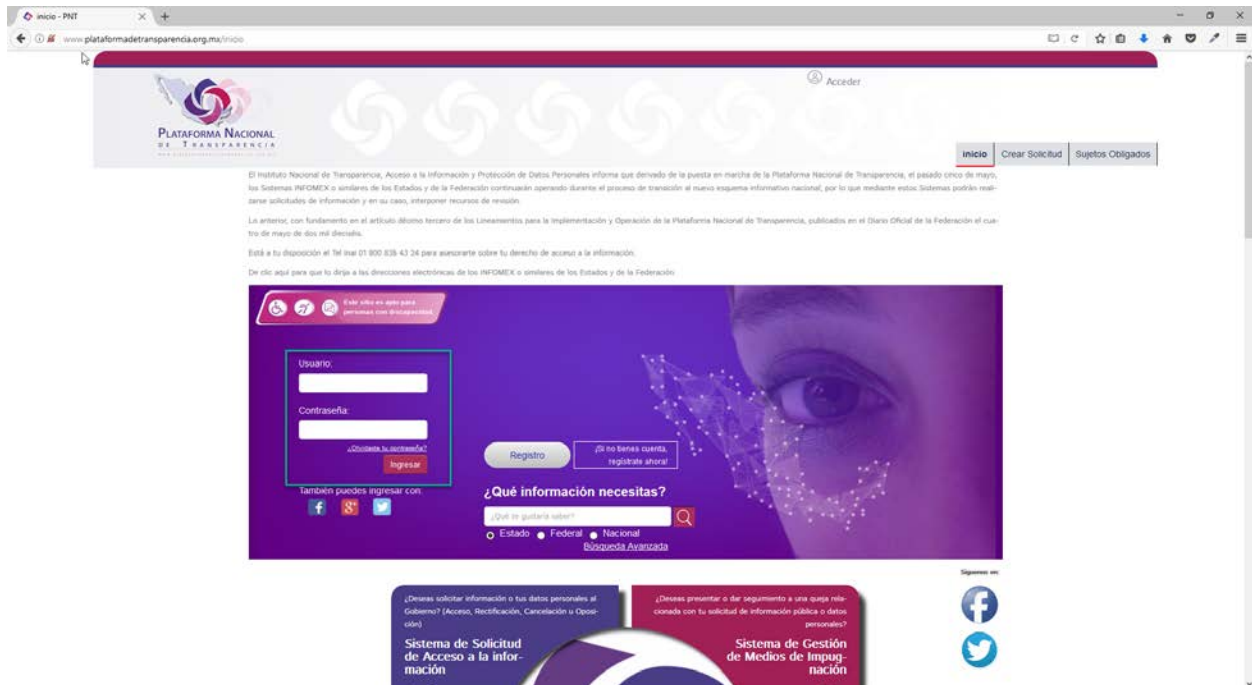 inicio - PNT
www.plataformadetransparencia.org.mx/inicio
Acceder
PLATAFORMA NACIONAL
DE TRANSPARENCIA
inicio Crear Solicitud Sujetos Obligados
El Instituto Nacional de Transparencia, Acceso a la Información y Protección de Datos Personales informa que derivado de la puesta en marcha de la Plataforma Nacional de Transparencia, el pasado cinco de mayo,
los Sistemas INFOMEX o similares de los Estados y de la Federación continuarán operando durante el proceso de transición al nuevo esquema informativo nacional, por lo que mediante estos Sistemas podrán reali-
zarse solicitudes de información y en su caso, interponer recursos de revisión.
Lo anterior, con fundamento en el artículo décimo tercero de los Lineamientos para la Implementación y Operación de la Plataforma Nacional de Transparencia, publicados en el Diario Oficial de la Federación el cua-
tro de mayo de dos mil dieciséis.
Está a tu disposición el Tel Inai 01 800 835 43 24 para asesorarte sobre tu derecho de acceso a la información.
De clic aquí para que lo dirija a las direcciones electrónicas de los INFOMEX o similares de los Estados y de la Federación
Este sitio es apto para
personas con discapacidad
Usuario:
Contraseña:
¿Olvidaste tu contraseña?
Ingresar
También puedes ingresar con:
Registro
¡Si no tienes cuenta,
regístrate ahora!
¿Qué información necesitas?
¿Qué te gustaría saber?
Estado Federal Nacional
Búsqueda Avanzada
Síguenos en:
¿Deseas solicitar información o tus datos personales al
Gobierno? (Acceso, Rectificación, Cancelación u Oposi-
ción)
Sistema de Solicitud
de Acceso a la infor-
mación
¿Deseas presentar o dar seguimiento a una queja rela-
cionada con tu solicitud de información pública o datos
personales?
Sistema de Gestión
de Medios de Impug-
nación